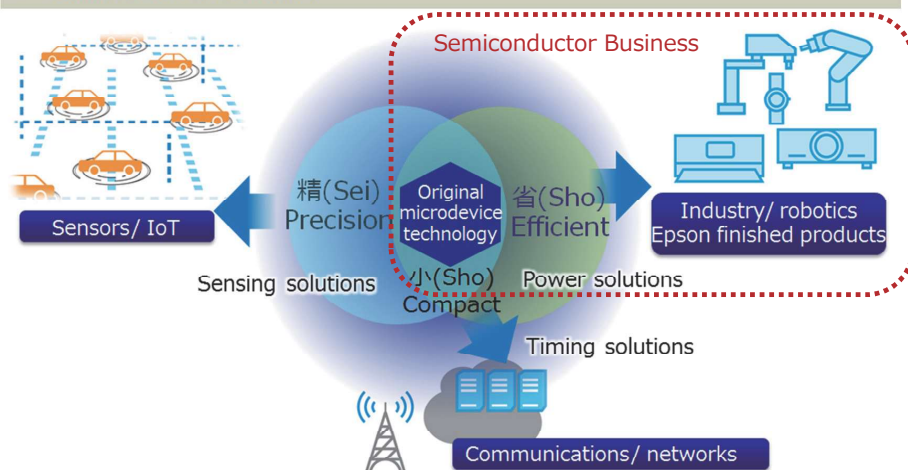 Semiconductor Business
精(Sei)
Precision
Original
microdevice
technology
省(Sho)
Efficient
小(Sho)
Compact
Sensors/ IoT
Industry/ robotics
Epson finished products
Sensing solutions
Power solutions
Timing solutions
Communications/ networks